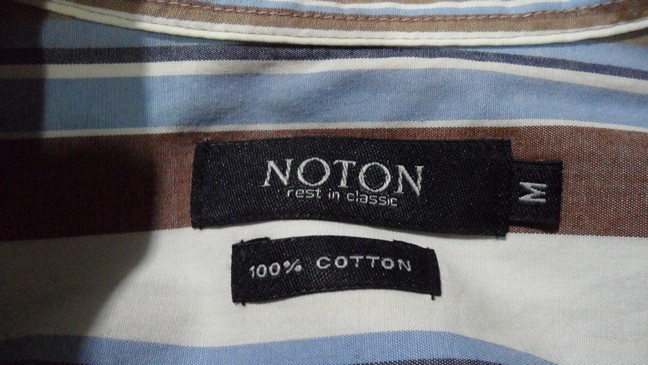 NOTON
rest in classic
M
100% COTTON